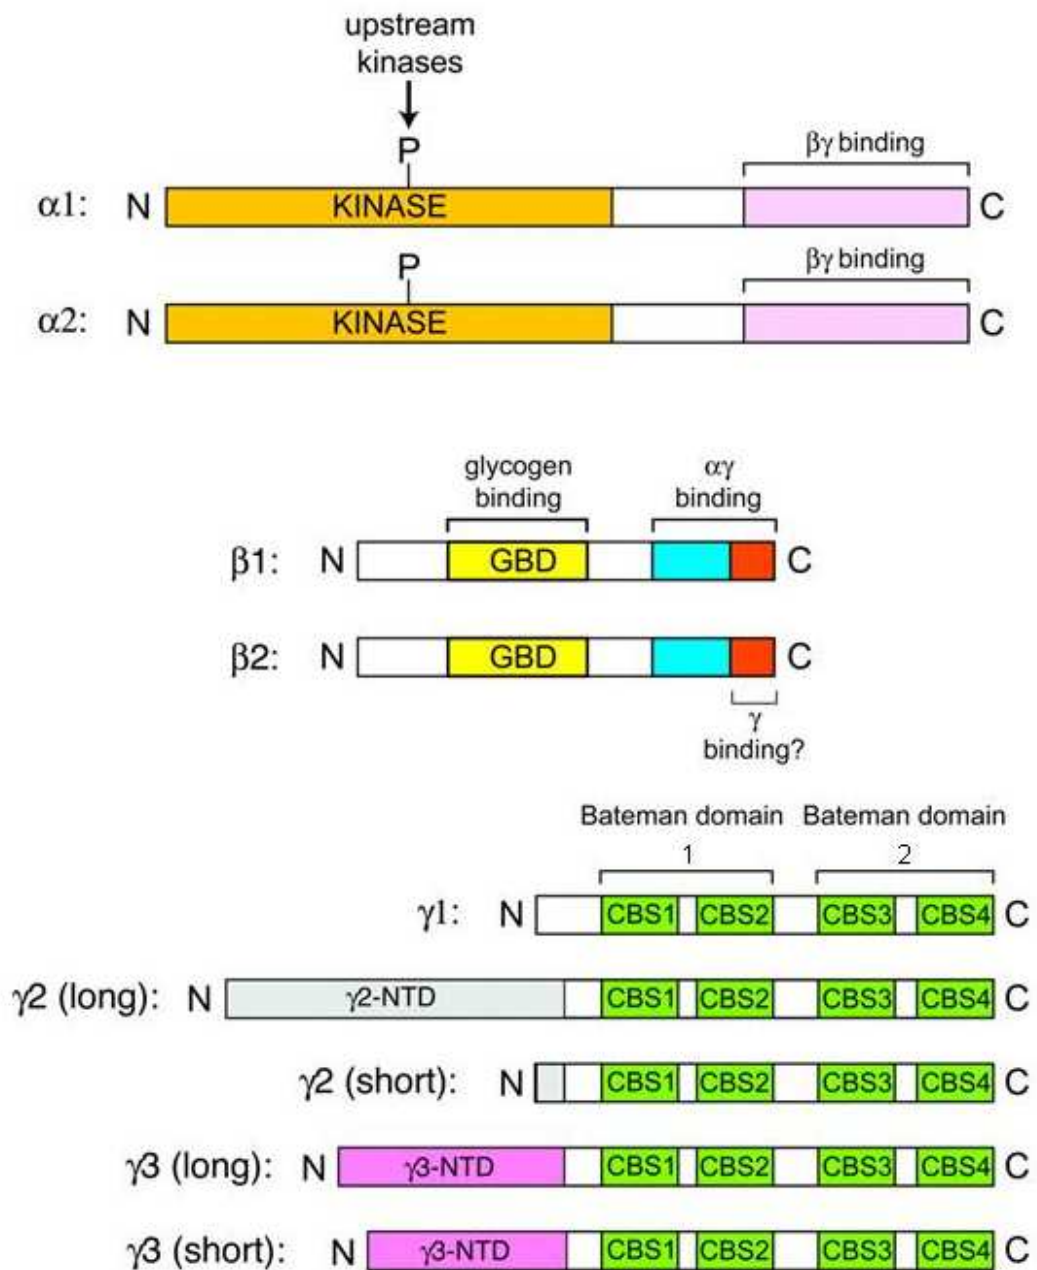 upstream
kinases
P
βγ binding
α1: N KINASE C
P
βγ binding
α2: N KINASE C
glycogen
binding
αγ
binding
β1: N GBD C
β2: N GBD C
γ
binding?
Bateman domain
1
Bateman domain
2
γ1: N CBS1 CBS2 CBS3 CBS4 C
γ2 (long): N γ2-NTD CBS1 CBS2 CBS3 CBS4 C
γ2 (short): N CBS1 CBS2 CBS3 CBS4 C
γ3 (long): N γ3-NTD CBS1 CBS2 CBS3 CBS4 C
γ3 (short): N γ3-NTD CBS1 CBS2 CBS3 CBS4 C